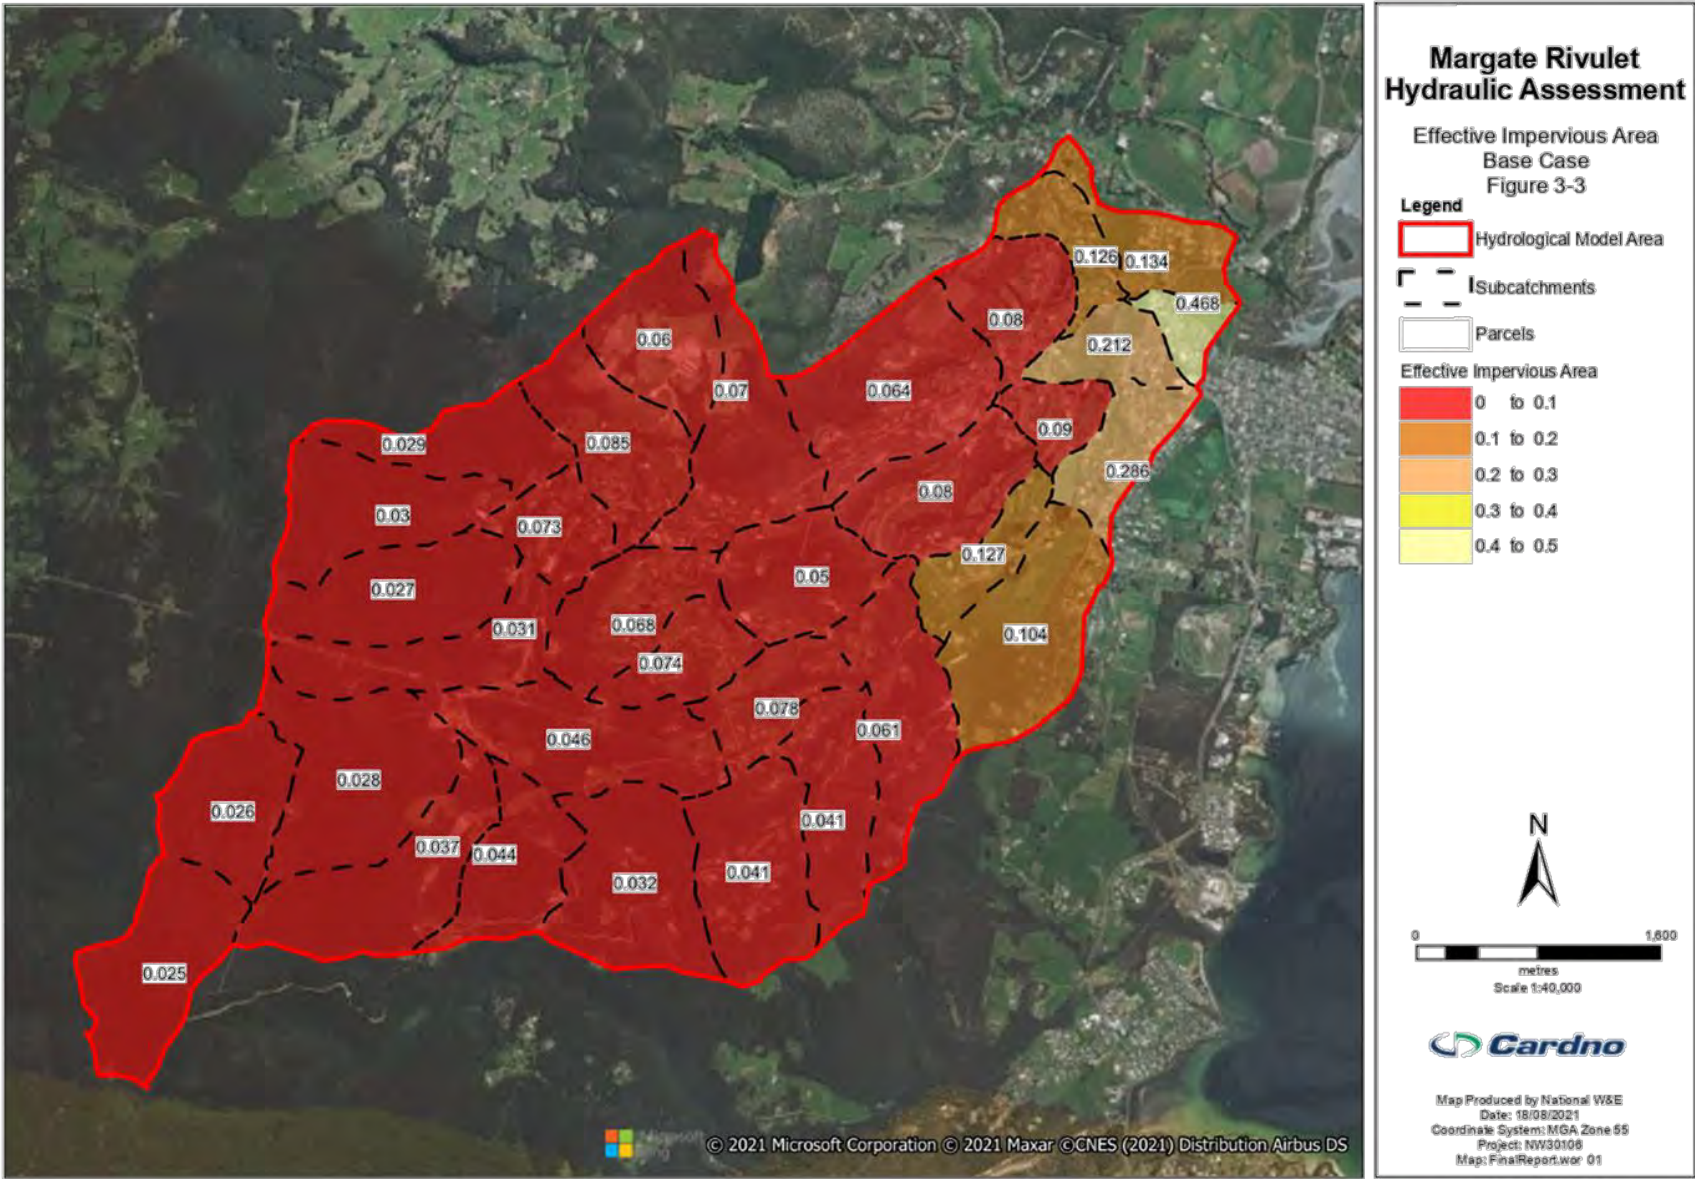 0.126
0.134
0.468
0.08
0.212
0.06
0.07
0.064
0.09
0.029
0.085
0.286
0.08
0.03
0.073
0.127
0.05
0.027
0.031
0.068
0.104
0.074
0.078
0.061
0.046
0.028
0.026
0.041
0.037
0.044
0.041
0.032
0.025
© 2021 Microsoft Corporation © 2021 Maxar ©CNES (2021) Distribution Airbus DS
Margate Rivulet
Hydraulic Assessment
Effective Impervious Area
Base Case
Figure 3-3
Legend
Hydrological Model Area
Subcatchments
Parcels
Effective Impervious Area
0 to 0.1
0.1 to 0.2
0.2 to 0.3
0.3 to 0.4
0.4 to 0.5
N
0 1,600
metres
Scale 1:40,000
Cardno
Map Produced by National W&E
Date: 18/08/2021
Coordinate System: MGA Zone 55
Project: NW30106
Map: FinalReport.wor 01